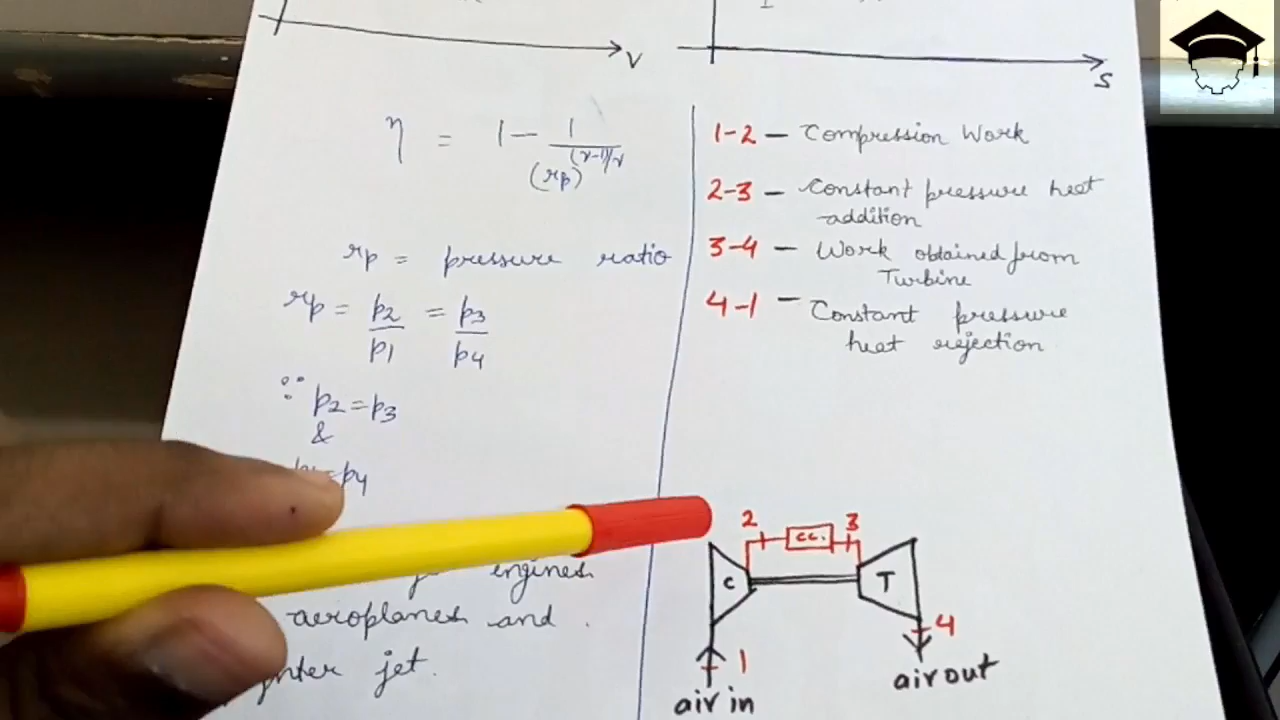 V
S
η = 1 - 1/(rp)^(γ-1)/γ
rp = pressure ratio
rp = p2/p1 = p3/p4
∵ p2=p3
&
=p4
engines
aeroplanes and
jet.
1-2 - Compression Work
2-3 - Constant pressure heat
addition
3-4 - Work obtained from
Turbine
4-1 - Constant pressure
heat rejection
2 cc. 3
C T
1 4
air in air out